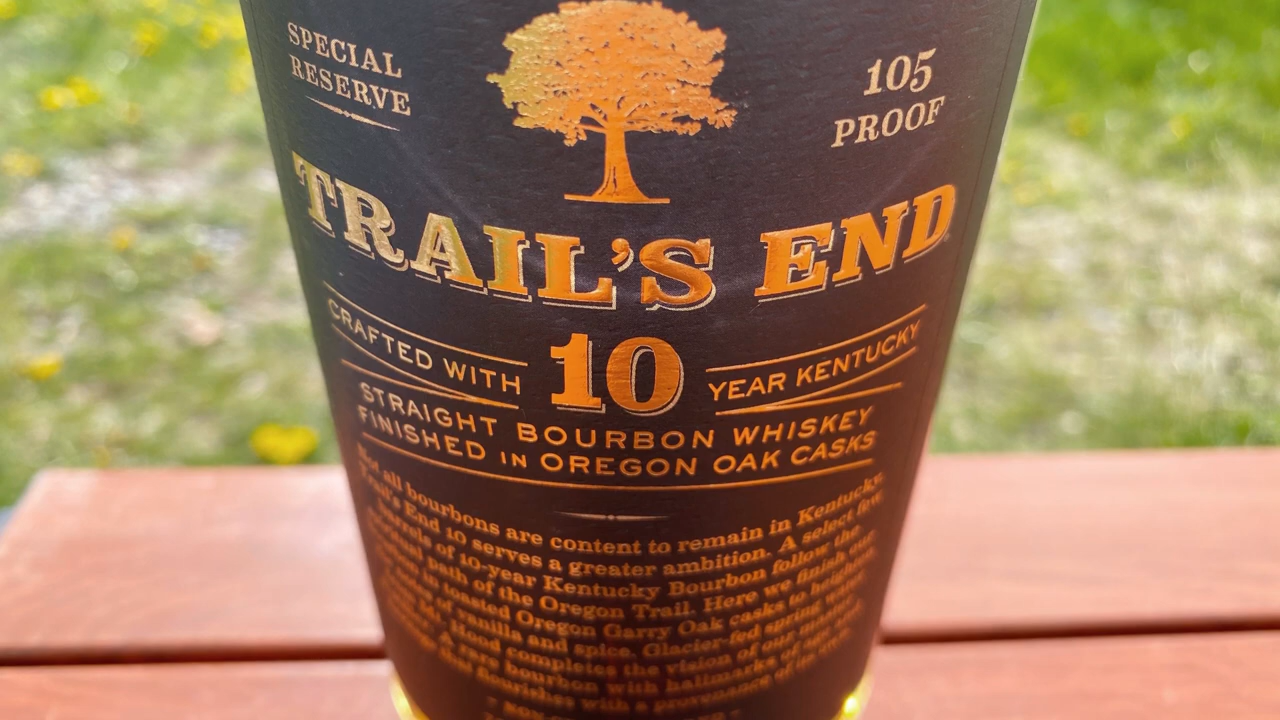 SPECIAL
RESERVE
105
PROOF
TRAIL'S END
CRAFTED WITH 10 YEAR KENTUCKY
STRAIGHT BOURBON WHISKEY
FINISHED IN OREGON OAK CASKS
Not all bourbons are content to remain in Kentucky.
Trail's End 10 serves a greater ambition. A select few
barrels of 10-year Kentucky Bourbon follow the
path of the Oregon Trail. Here we finish our
in toasted Oregon Garry Oak casks to heighten
of vanilla and spice. Glacier-fed spring
Hood completes the vision of our
rare bourbon with hallmarks of age
flourishes with a provenance